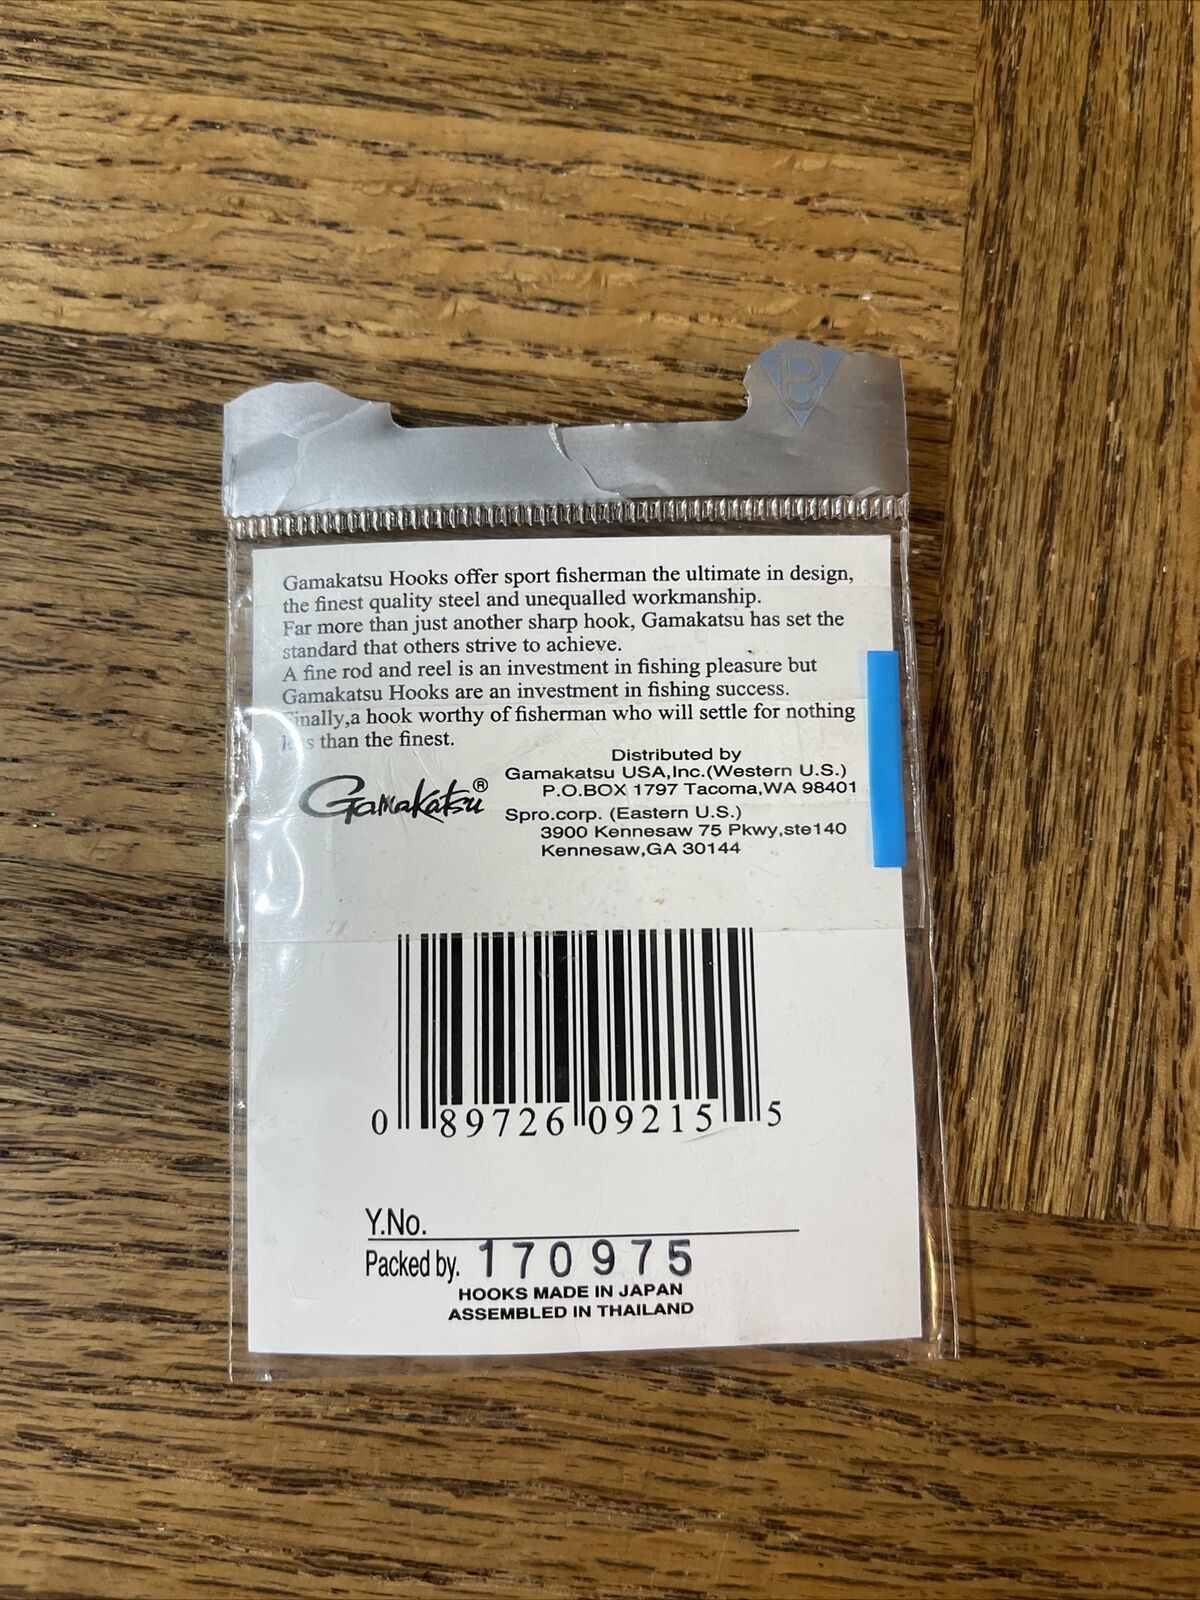 Gamakatsu Hooks offer sport fisherman the ultimate in design,
the finest quality steel and unequalled workmanship.
Far more than just another sharp hook, Gamakatsu has set the
standard that others strive to achieve.
A fine rod and reel is an investment in fishing pleasure but
Gamakatsu Hooks are an investment in fishing success.
Finally,a hook worthy of fisherman who will settle for nothing
less than the finest.
Gamakatsu®
Distributed by
Gamakatsu USA,Inc.(Western U.S.)
P.O.BOX 1797 Tacoma,WA 98401
Spro.corp. (Eastern U.S.)
3900 Kennesaw 75 Pkwy,ste140
Kennesaw,GA 30144
0 89726 09215 5
Y.No.
Packed by. 170975
HOOKS MADE IN JAPAN
ASSEMBLED IN THAILAND